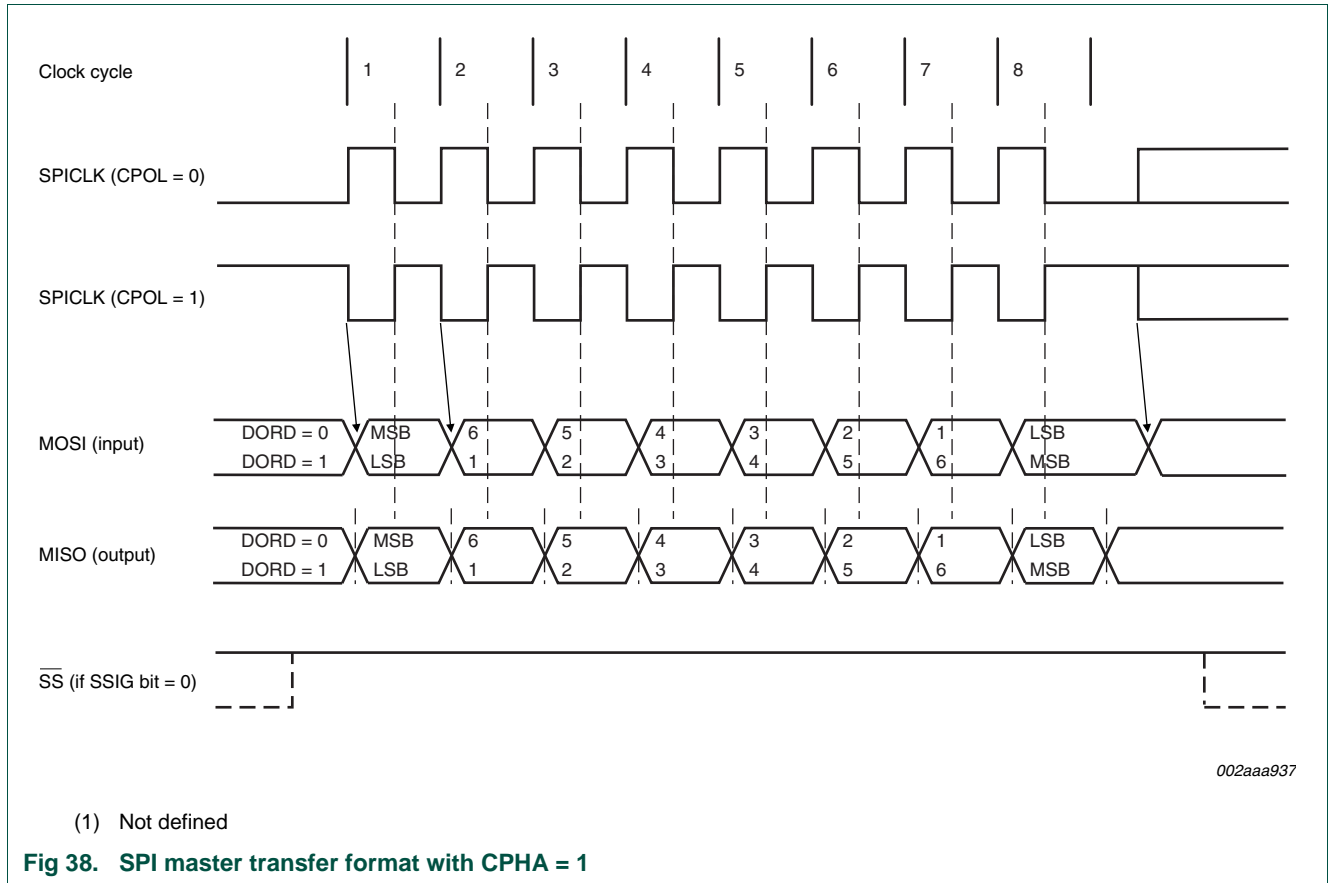 Clock cycle 1 2 3 4 5 6 7 8
SPICLK (CPOL = 0)
SPICLK (CPOL = 1)
MOSI (input)
DORD = 0 MSB 6 5 4 3 2 1 LSB
DORD = 1 LSB 1 2 3 4 5 6 MSB
MISO (output)
DORD = 0 MSB 6 5 4 3 2 1 LSB
DORD = 1 LSB 1 2 3 4 5 6 MSB
SS (if SSIG bit = 0)
002aaa937
(1) Not defined
Fig 38. SPI master transfer format with CPHA = 1